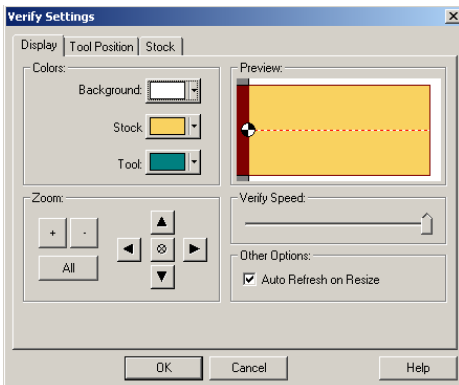 Verify Settings
Display Tool Position Stock
Colors:
Background:
Stock
Tool:
Preview:
Zoom:
+ -
All
Verify Speed:
Other Options:
Auto Refresh on Resize
OK Cancel Help